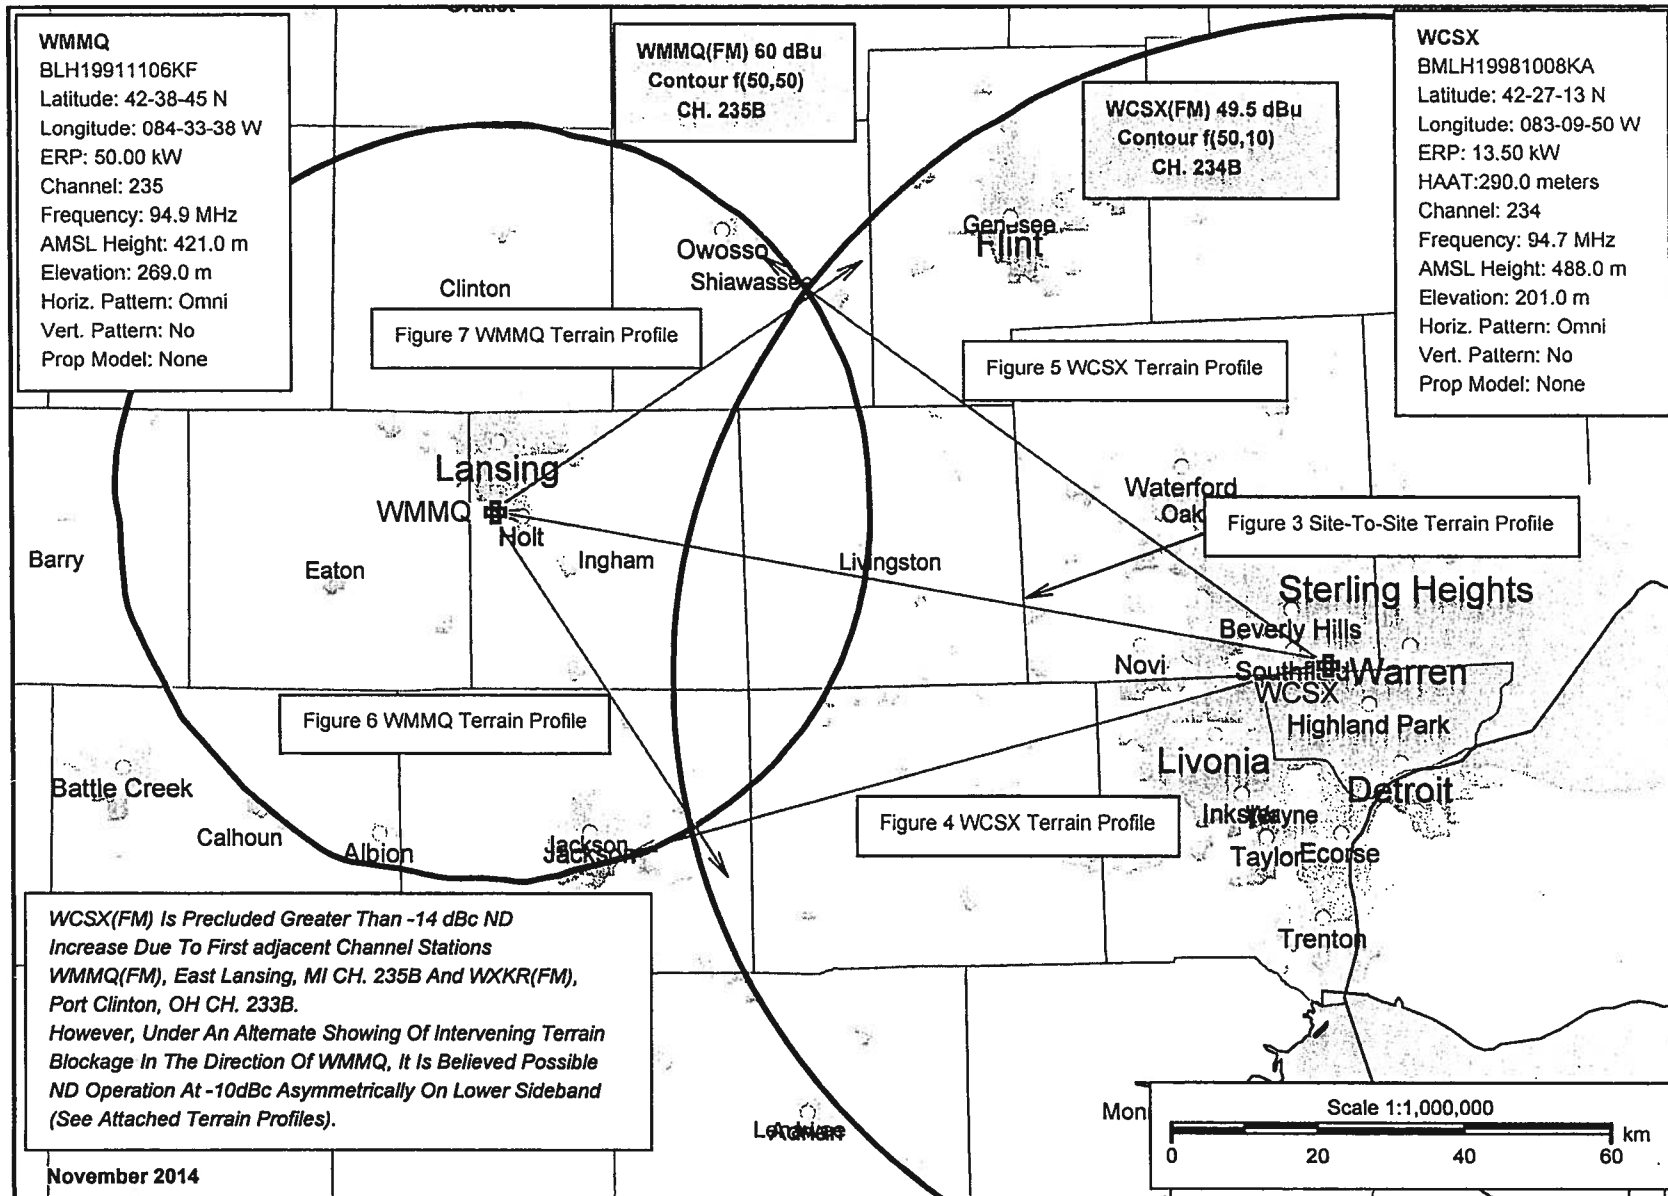 WMMQ
BLH19911106KF
Latitude: 42-38-45 N
Longitude: 084-33-38 W
ERP: 50.00 kW
Channel: 235
Frequency: 94.9 MHz
AMSL Height: 421.0 m
Elevation: 269.0 m
Horiz. Pattern: Omni
Vert. Pattern: No
Prop Model: None
WMMQ(FM) 60 dBu
Contour f(50,50)
CH. 235B
WCSX(FM) 49.5 dBu
Contour f(50,10)
CH. 234B
WCSX
BMLH19981008KA
Latitude: 42-27-13 N
Longitude: 083-09-50 W
ERP: 13.50 kW
HAAT:290.0 meters
Channel: 234
Frequency: 94.7 MHz
AMSL Height: 488.0 m
Elevation: 201.0 m
Horiz. Pattern: Omni
Vert. Pattern: No
Prop Model: None
Genesee
Flint
Owosso
Shiawassee
Clinton
Figure 7 WMMQ Terrain Profile
Figure 5 WCSX Terrain Profile
Lansing
WMMQ
Holt
Waterford
Oak
Figure 3 Site-To-Site Terrain Profile
Barry
Eaton
Ingham
Livingston
Sterling Heights
Beverly Hills
Novi
Southfield
Warren
WCSX
Highland Park
Figure 6 WMMQ Terrain Profile
Livonia
Detroit
Battle Creek
Calhoun
Albion
Jackson
Jackson
Figure 4 WCSX Terrain Profile
Inkster
Wayne
Taylor
Ecorse
Trenton
WCSX(FM) Is Precluded Greater Than -14 dBc ND
Increase Due To First adjacent Channel Stations
WMMQ(FM), East Lansing, MI CH. 235B And WXKR(FM),
Port Clinton, OH CH. 233B.
However, Under An Alternate Showing Of Intervening Terrain
Blockage In The Direction Of WMMQ, It Is Believed Possible
ND Operation At -10dBc Asymmetrically On Lower Sideband
(See Attached Terrain Profiles).
Lenawee
Adrian
Mon
Scale 1:1,000,000
km
0 20 40 60
November 2014